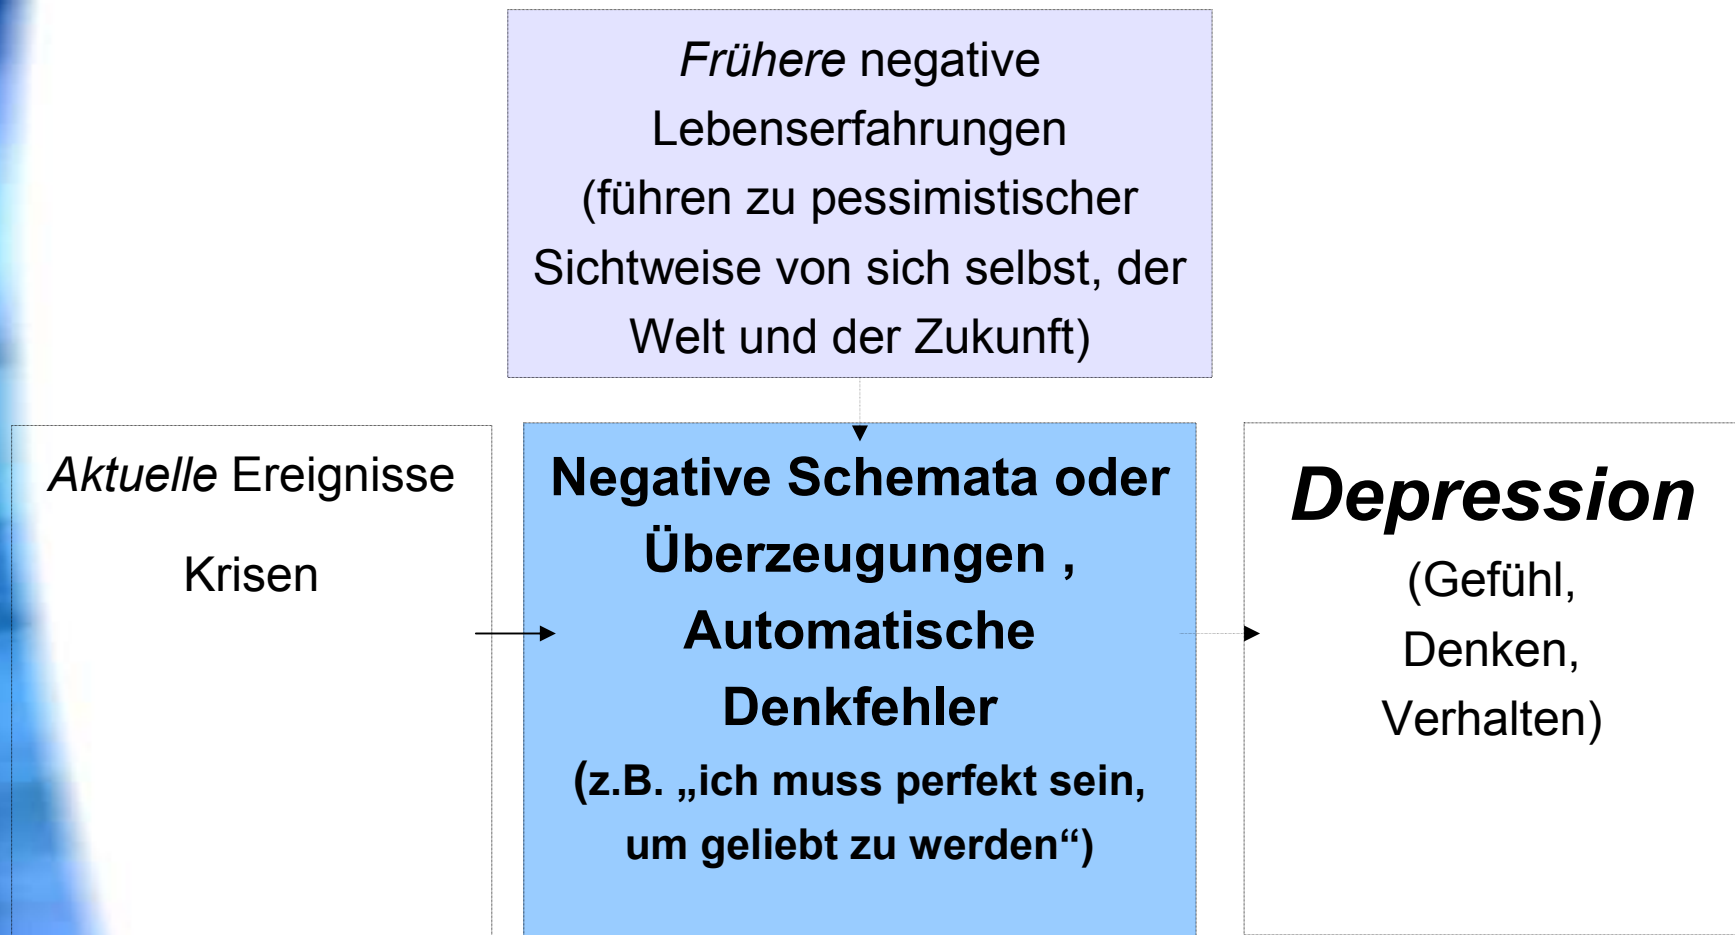 Frühere negative
Lebenserfahrungen
(führen zu pessimistischer
Sichtweise von sich selbst, der
Welt und der Zukunft)
Aktuelle Ereignisse
Krisen
Negative Schemata oder
Überzeugungen ,
Automatische
Denkfehler
(z.B. „ich muss perfekt sein,
um geliebt zu werden“)
Depression
(Gefühl,
Denken,
Verhalten)